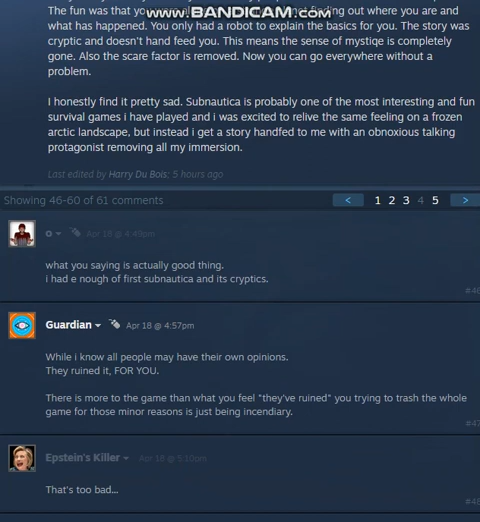 The fun was that you were al finding out where you are and
www.BANDICAM.com
what has happened. You only had a robot to explain the basics for you. The story was
cryptic and doesn't hand feed you. This means the sense of mystiqe is completely
gone. Also the scare factor is removed. Now you can go everywhere without a
problem.
I honestly find it pretty sad. Subnautica is probably one of the most interesting and fun
survival games i have played and i was excited to relive the same feeling on a frozen
arctic landscape, but instead i get a story handfed to me with an obnoxious talking
protagonist removing all my immersion.
Last edited by Harry Du Bois; 5 hours ago
Showing 46-60 of 61 comments
< 1 2 3 4 5 >
o Apr 18 @ 4:49pm
what you saying is actually good thing.
i had e nough of first subnautica and its cryptics.
#46
Guardian Apr 18 @ 4:57pm
While i know all people may have their own opinions.
They ruined it, FOR YOU.
There is more to the game than what you feel "they've ruined" you trying to trash the whole
game for those minor reasons is just being incendiary.
#47
Epstein's Killer Apr 18 @ 5:10pm
That's too bad...
#48